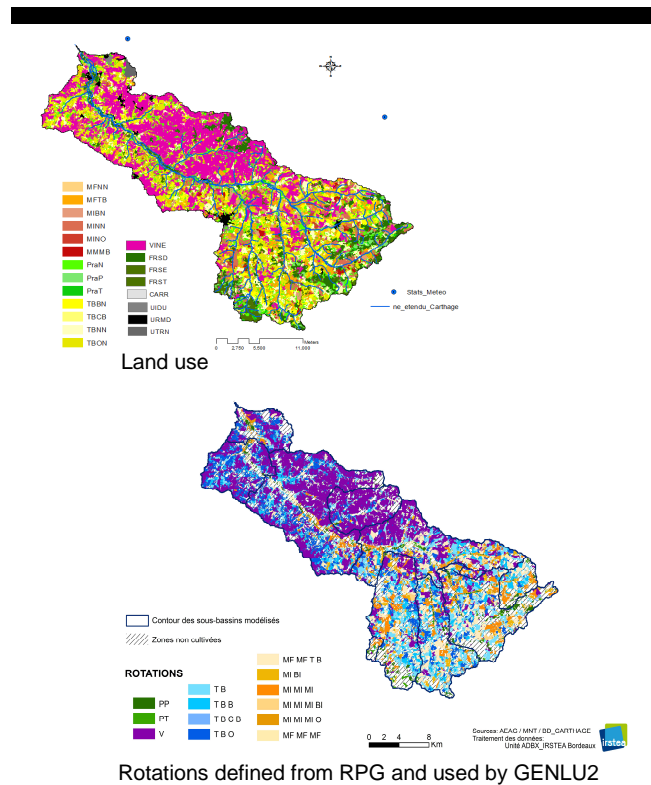 MFNN
MFTB
MIBN
MINN
MINO
MMMB
PraN
PraP
PraT
TBBN
TBCB
TBNN
TBON
VINE
FRSD
FRSE
FRST
CARR
UIDU
URMD
UTRN
Stats_Meteo
ne_etendu_Carthage
Meters
0 2,750 5,500 11,000
Land use
Contour des sous-bassins modélisés
Zones non cultivées
ROTATIONS
PP
PT
V
T B
T B B
T D C D
T B O
MF MF T B
MI BI
MI MI MI
MI MI MI BI
MI MI MI O
MF MF MF
0 2 4 8
Km
Sources: / MNT / BD_CARTHAGE
Traitement des données:
Unité ADBX_IRSTEA Bordeaux
irstea
Rotations defined from RPG and used by GENLU2